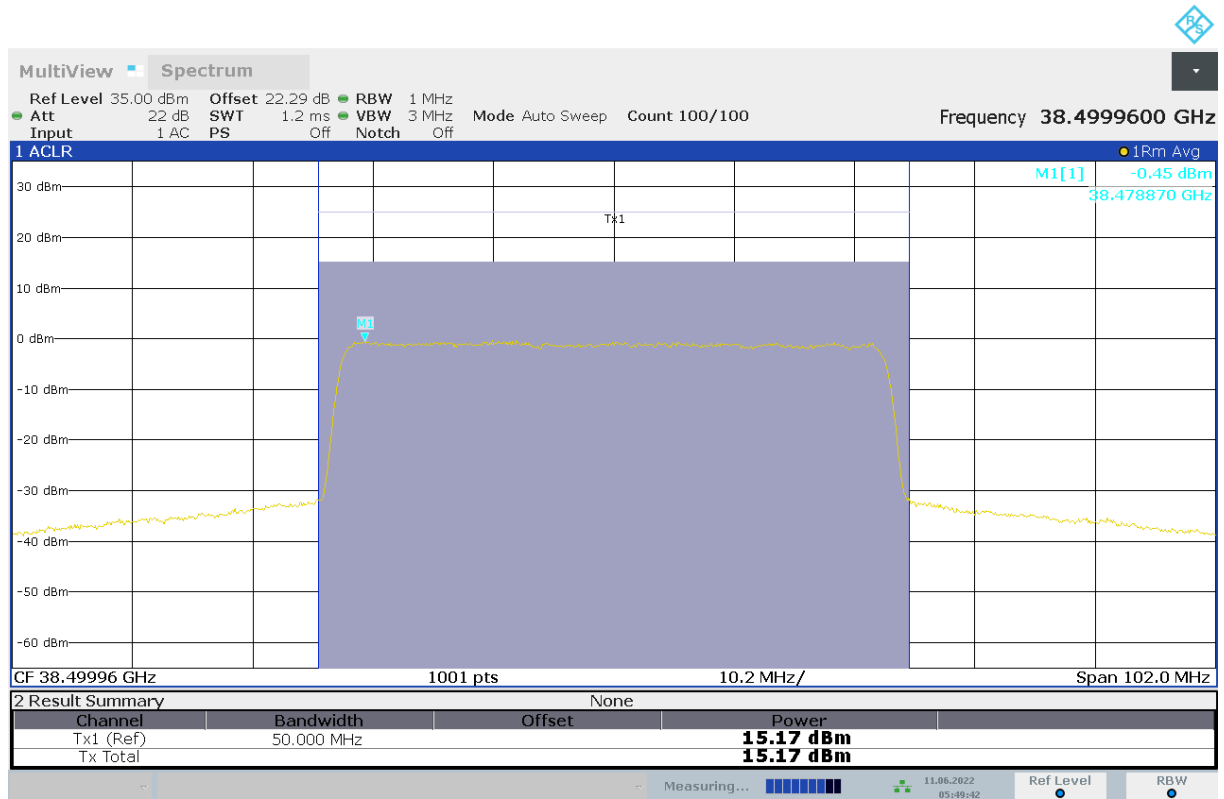 R S
MultiView Spectrum
Ref Level 35.00 dBm Offset 22.29 dB RBW 1 MHz
Att 22 dB SWT 1.2 ms VBW 3 MHz Mode Auto Sweep Count 100/100 Frequency 38.4999600 GHz
Input 1 AC PS Off Notch Off
1 ACLR 1Rm Avg
M1[1] -0.45 dBm
38.478870 GHz
30 dBm
Tx1
20 dBm
10 dBm
M1
0 dBm
-10 dBm
-20 dBm
-30 dBm
-40 dBm
-50 dBm
-60 dBm
CF 38.49996 GHz 1001 pts 10.2 MHz/ Span 102.0 MHz
2 Result Summary None
Channel Bandwidth Offset Power
Tx1 (Ref) 50.000 MHz 15.17 dBm
Tx Total 15.17 dBm
Measuring... 11.06.2022 Ref Level RBW
05:49:42